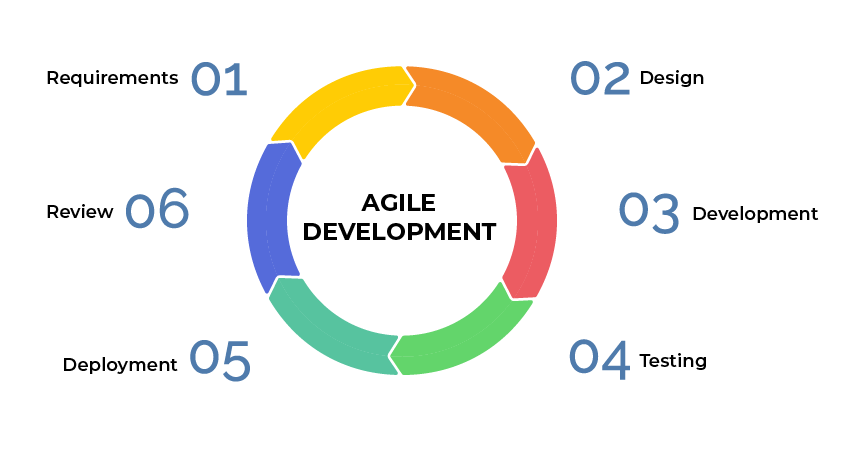 Requirements 01
02 Design
Review 06
AGILE
DEVELOPMENT
03 Development
Deployment 05
04 Testing